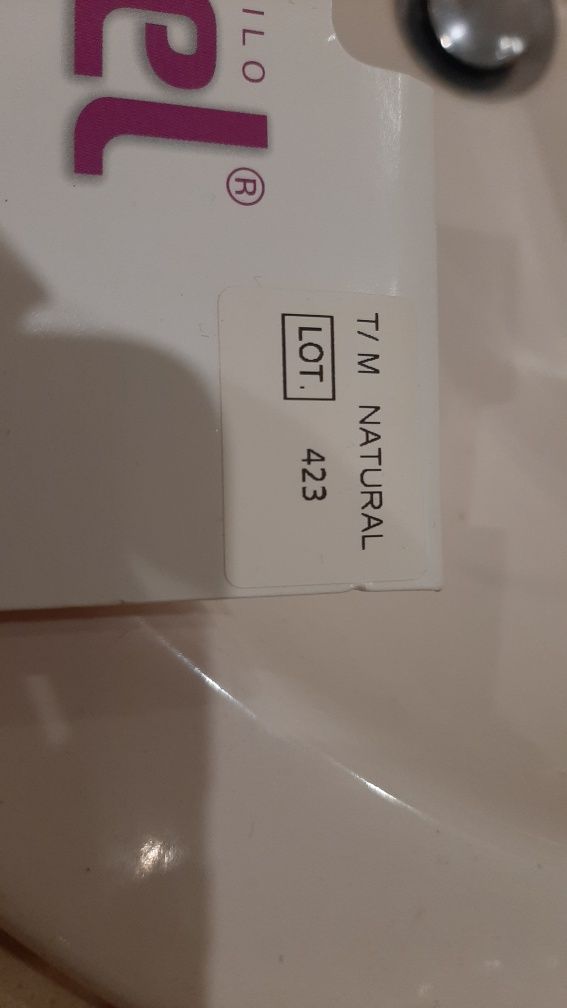 ILO
el®
T/M NATURAL
LOT. 423